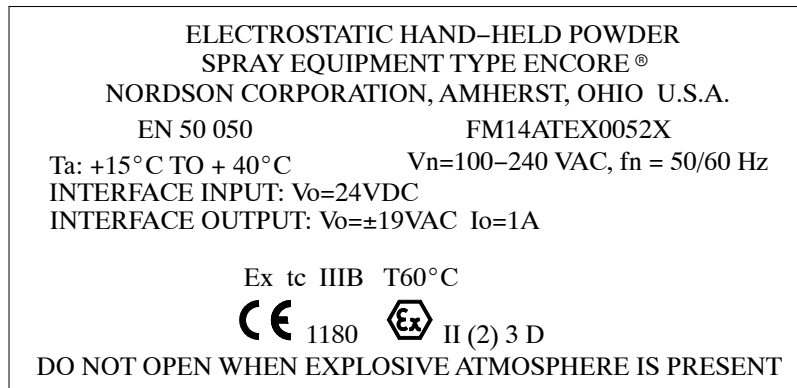 ELECTROSTATIC HAND–HELD POWDER
SPRAY EQUIPMENT TYPE ENCORE ®
NORDSON CORPORATION, AMHERST, OHIO U.S.A.
EN 50 050 FM14ATEX0052X
Ta: +15°C TO + 40°C Vn=100–240 VAC, fn = 50/60 Hz
INTERFACE INPUT: Vo=24VDC
INTERFACE OUTPUT: Vo=±19VAC Io=1A
Ex tc IIIB T60°C
CE 1180 Ex II (2) 3 D
DO NOT OPEN WHEN EXPLOSIVE ATMOSPHERE IS PRESENT